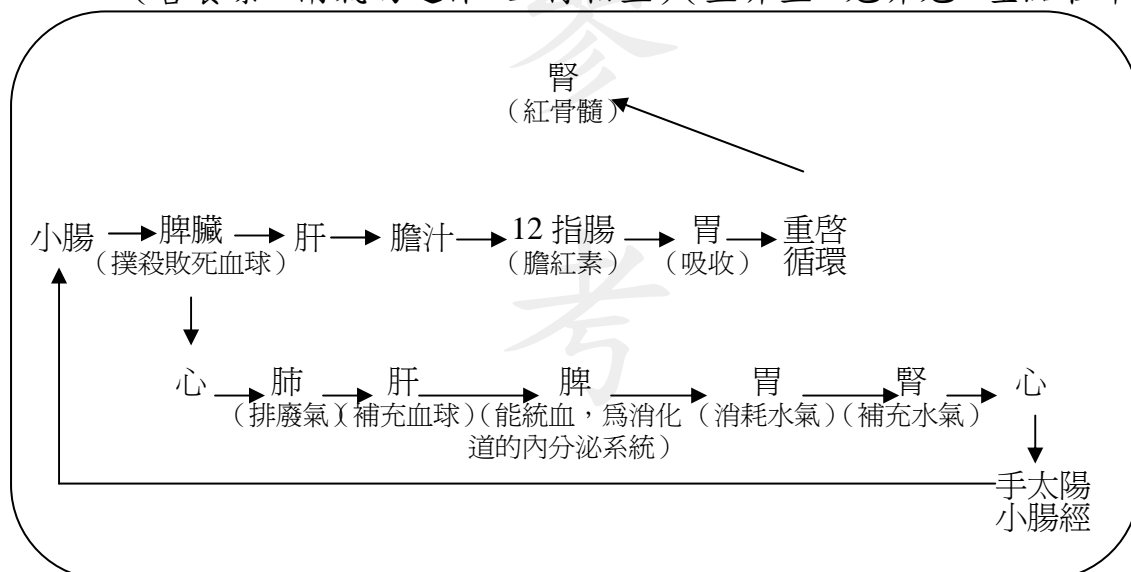 腎
（紅骨髓）
小腸 脾臟 肝 膽汁 12 指腸 胃 重啓
（撲殺敗死血球） （膽紅素） （吸收） 循環
心 肺 肝 脾 胃 腎 心
（排廢氣）（補充血球）（能統血，爲消化 （消耗水氣）（補充水氣）
道的內分泌系統）
手太陽
小腸經
參
考